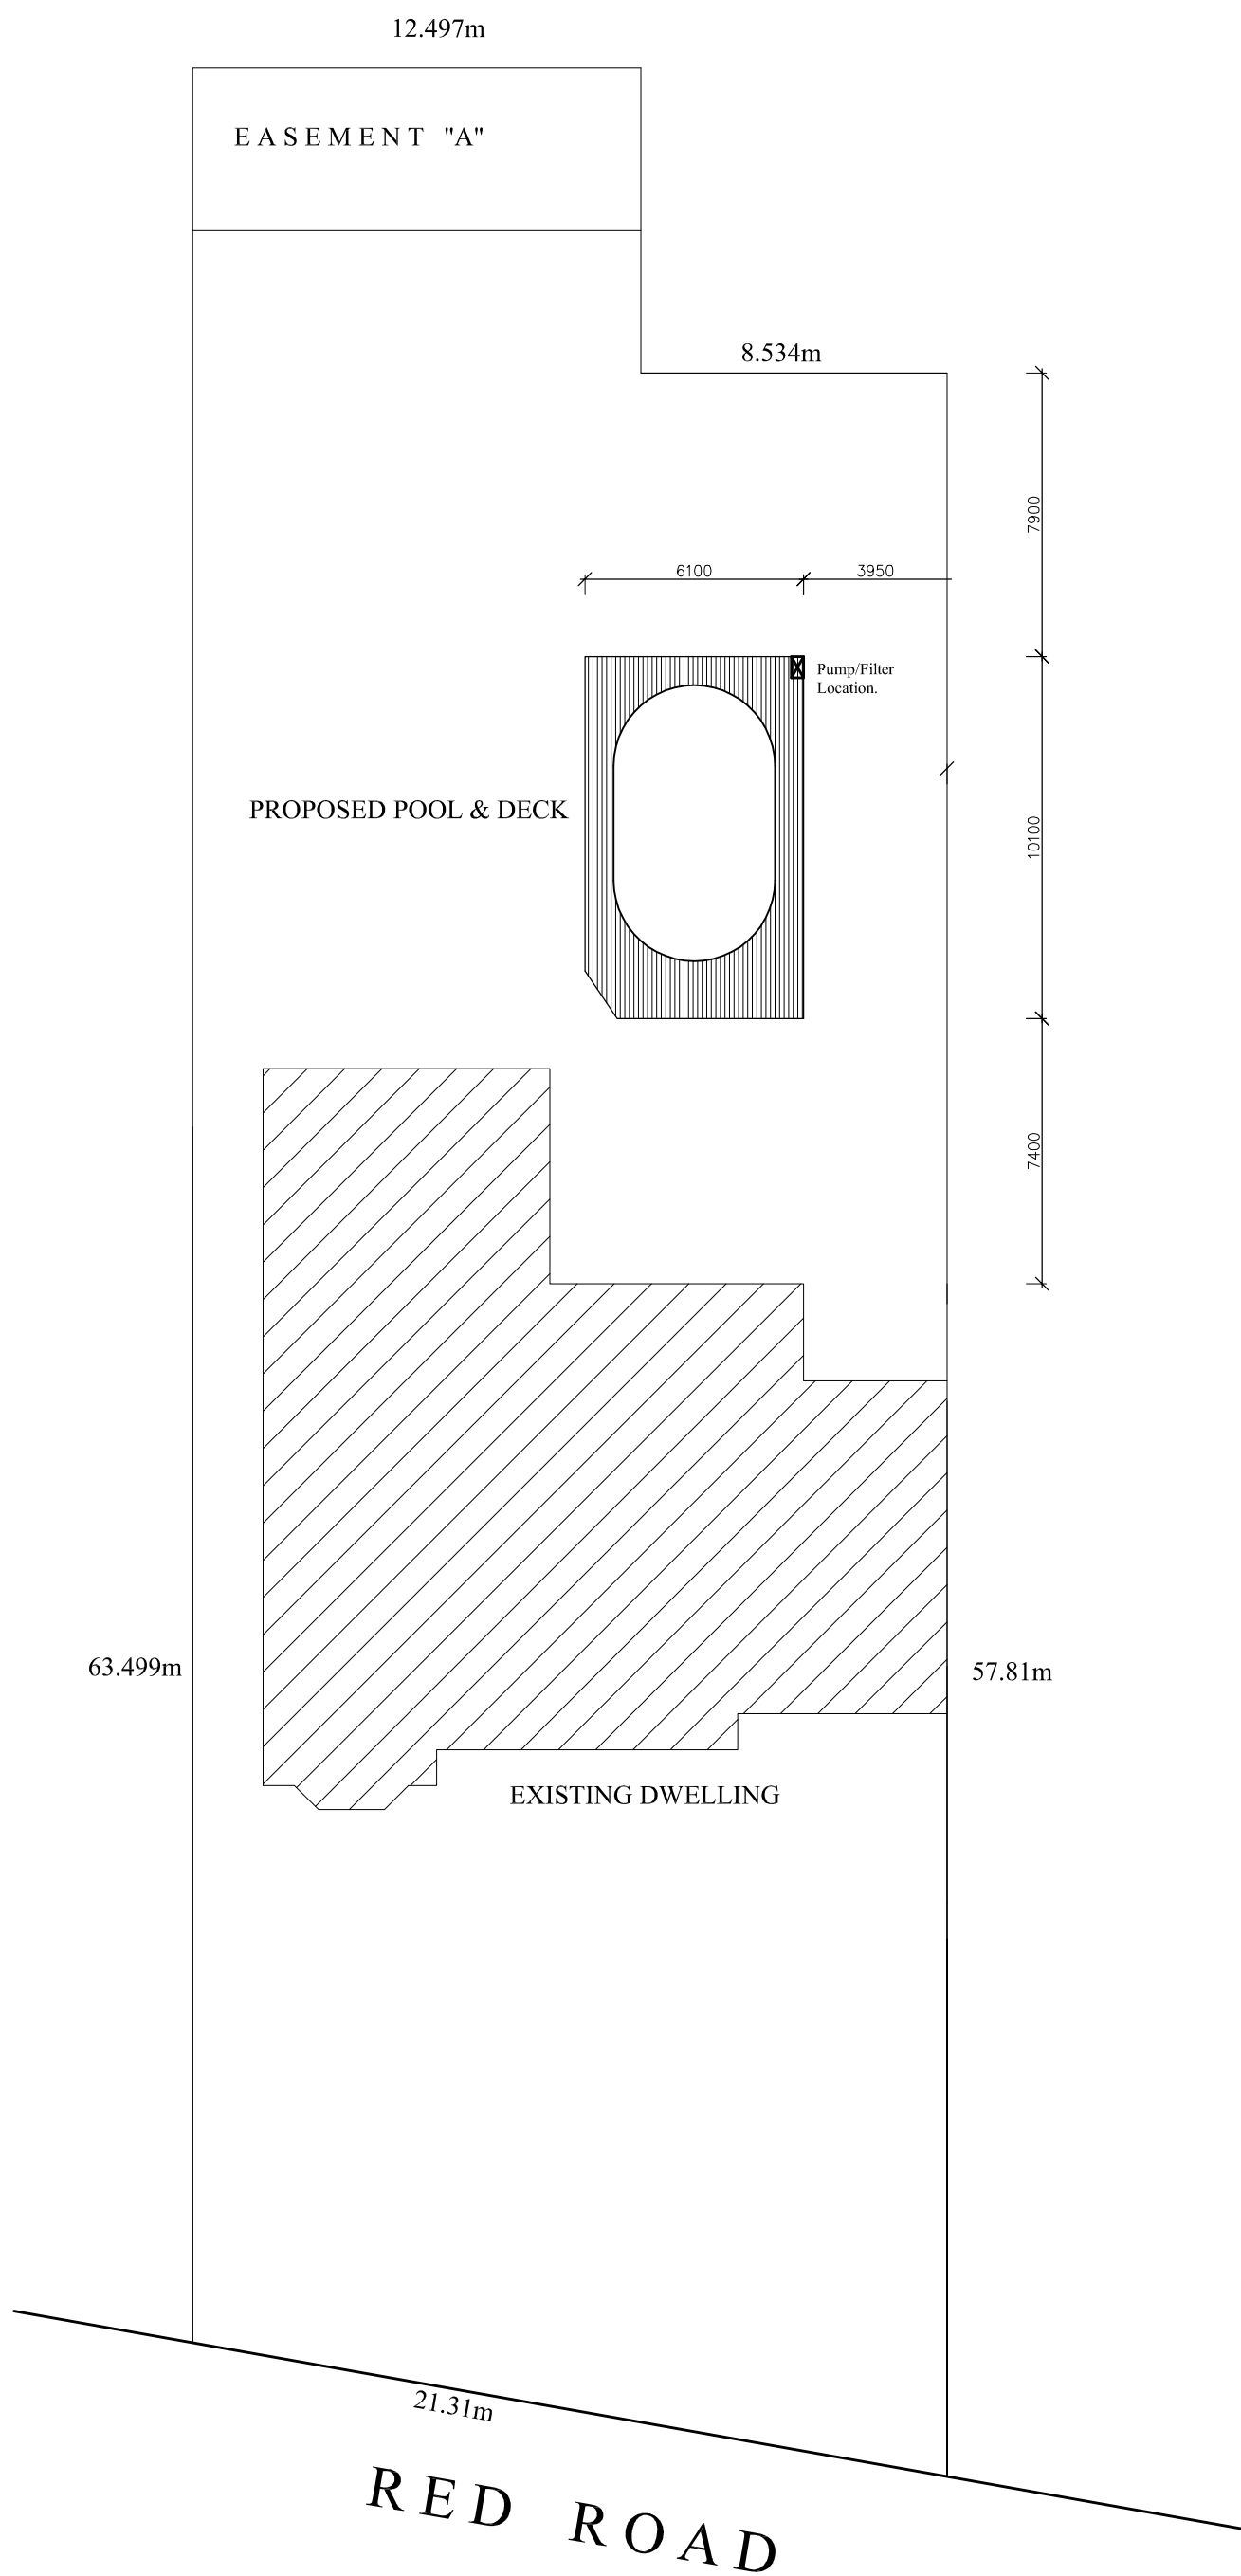 12.497m
EASEMENT "A"
8.534m
7900
6100
3950
Pump/Filter
Location.
PROPOSED POOL & DECK
10100
7400
63.499m
57.81m
EXISTING DWELLING
21.31m
RED ROAD